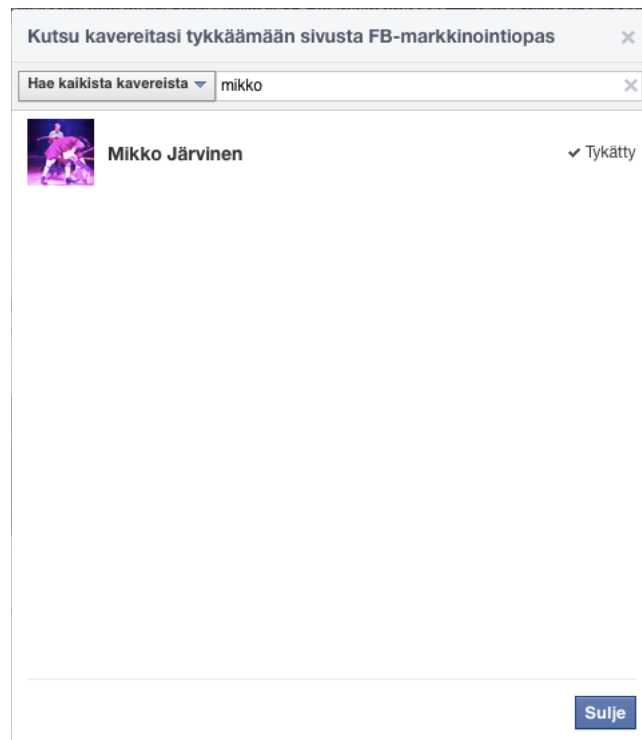 Kutsu kavereitasi tykkäämään sivusta FB-markkinointiopas
Hae kaikista kavereista mikko
Mikko Järvinen
Tykätty
Sulje